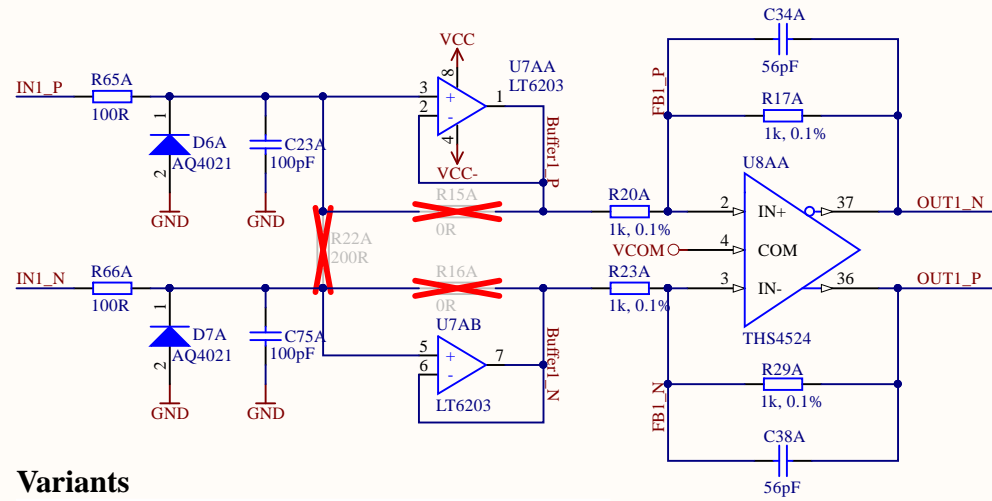 C34A
VCC
56pF
IN1_P
R65A
100R
8
U7AA
LT6203
3
2
+
-
1
4
VCC-
FB1_P
Buffer1_P
R17A
1k, 0.1%
1
2
D6A
AQ4021
C23A
100pF
GND
GND
R15A
0R
R22A
200R
R20A
1k, 0.1%
U8AA
2
IN+
37
OUT1_N
VCOM
4
COM
IN1_N
R66A
100R
R16A
0R
R23A
1k, 0.1%
3
IN-
36
OUT1_P
THS4524
1
2
D7A
AQ4021
C75A
100pF
GND
GND
U7AB
5
6
+
-
7
LT6203
Buffer1_N
FB1_N
R29A
1k, 0.1%
C38A
56pF
Variants